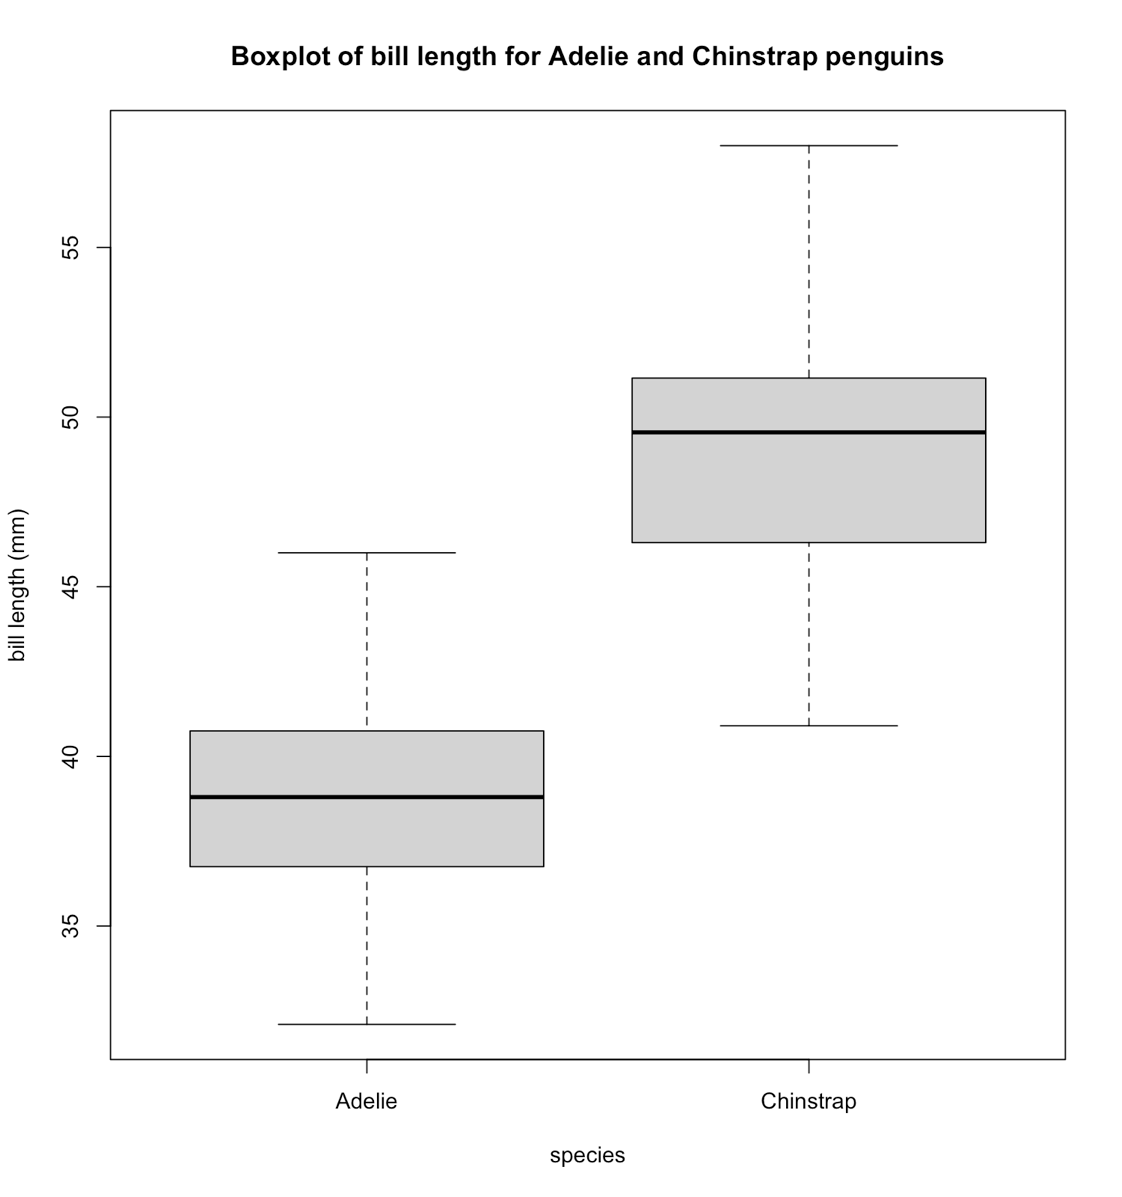 Boxplot of bill length for Adelie and Chinstrap penguins
bill length (mm)
55
50
45
40
35
Adelie
Chinstrap
species